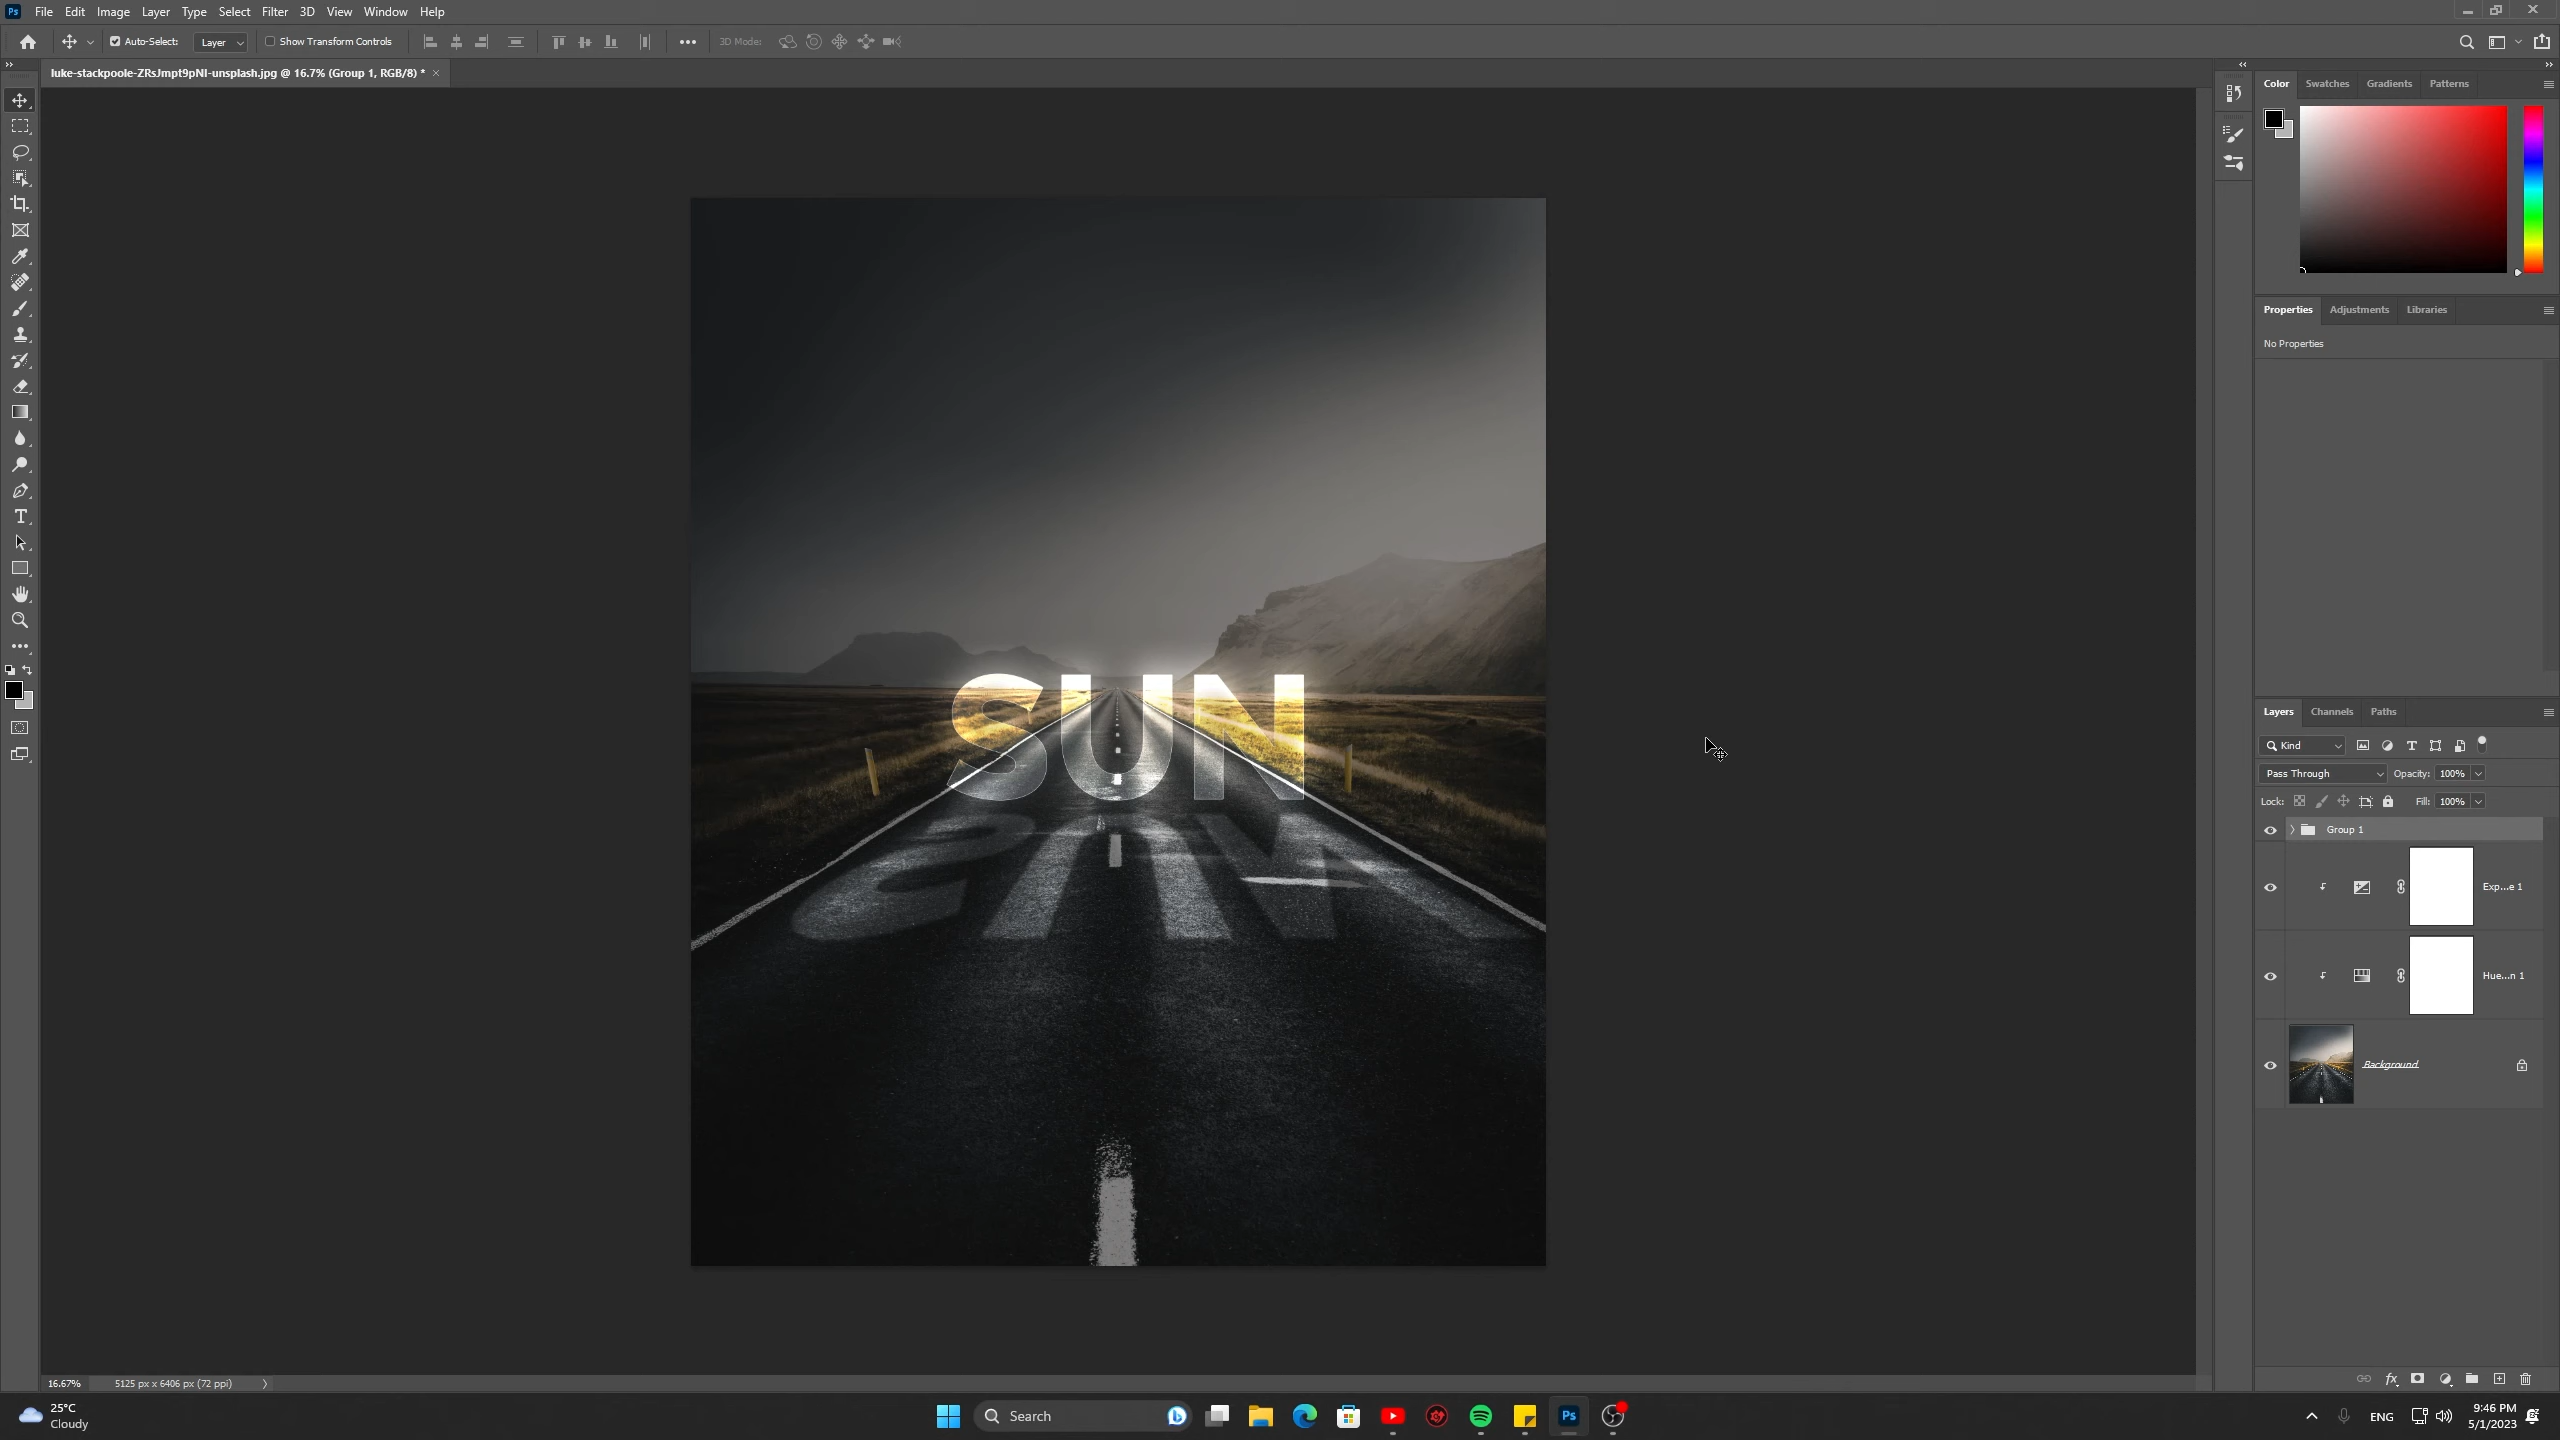 Ps File Edit Image Layer Type Select Filter 3D View Window Help
Auto-Select: Layer Show Transform Controls 3D Mode:
luke-stackpoole-ZRsJmpt9pNI-unsplash.jpg @ 16.7% (Group 1, RGB/8) *
Color Swatches Gradients Patterns
Properties Adjustments Libraries
No Properties
SUN
Layers Channels Paths
Kind
Pass Through Opacity: 100%
Lock: Fill: 100%
Group 1
Exp...e 1
Hue...n 1
Background
16.67% 5125 px x 6406 px (72 ppi)
25°C
Cloudy
Search
Ps
ENG
9:46 PM
5/1/2023